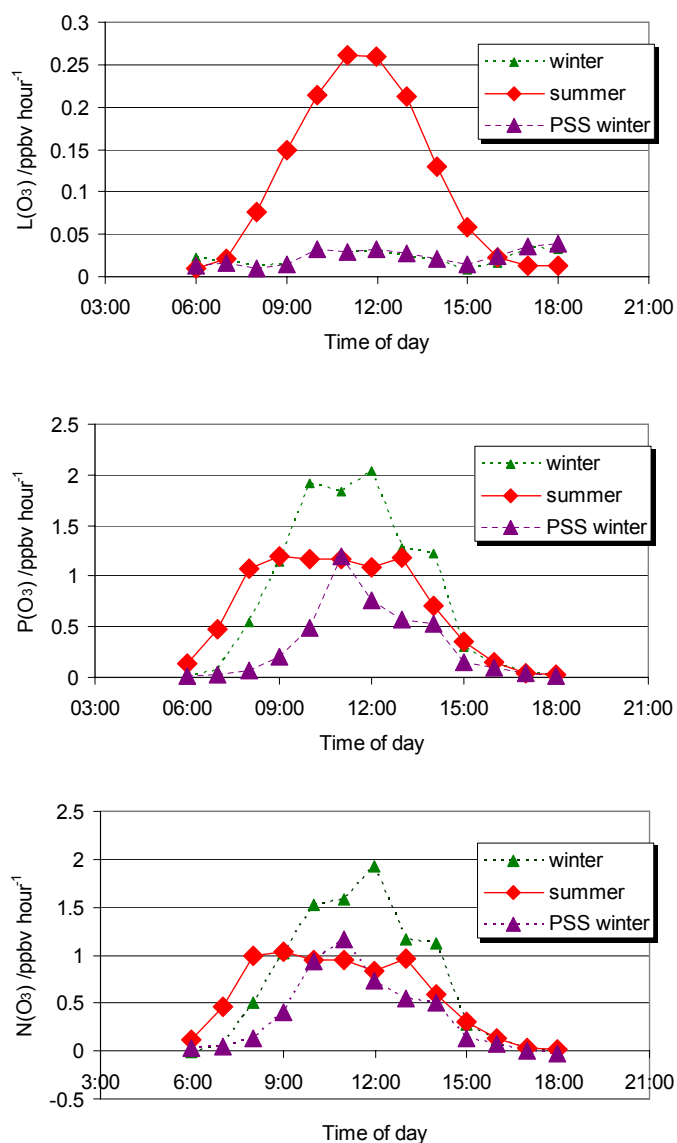 L(O₃) /ppbv hour⁻¹
0.3
0.25
0.2
0.15
0.1
0.05
0
winter
summer
PSS winter
03:00 06:00 09:00 12:00 15:00 18:00 21:00
Time of day
P(O₃) /ppbv hour⁻¹
2.5
2
1.5
1
0.5
0
winter
summer
PSS winter
03:00 06:00 09:00 12:00 15:00 18:00 21:00
Time of day
N(O₃) /ppbv hour⁻¹
2.5
2
1.5
1
0.5
0
-0.5
winter
summer
PSS winter
3:00 6:00 9:00 12:00 15:00 18:00 21:00
Time of day